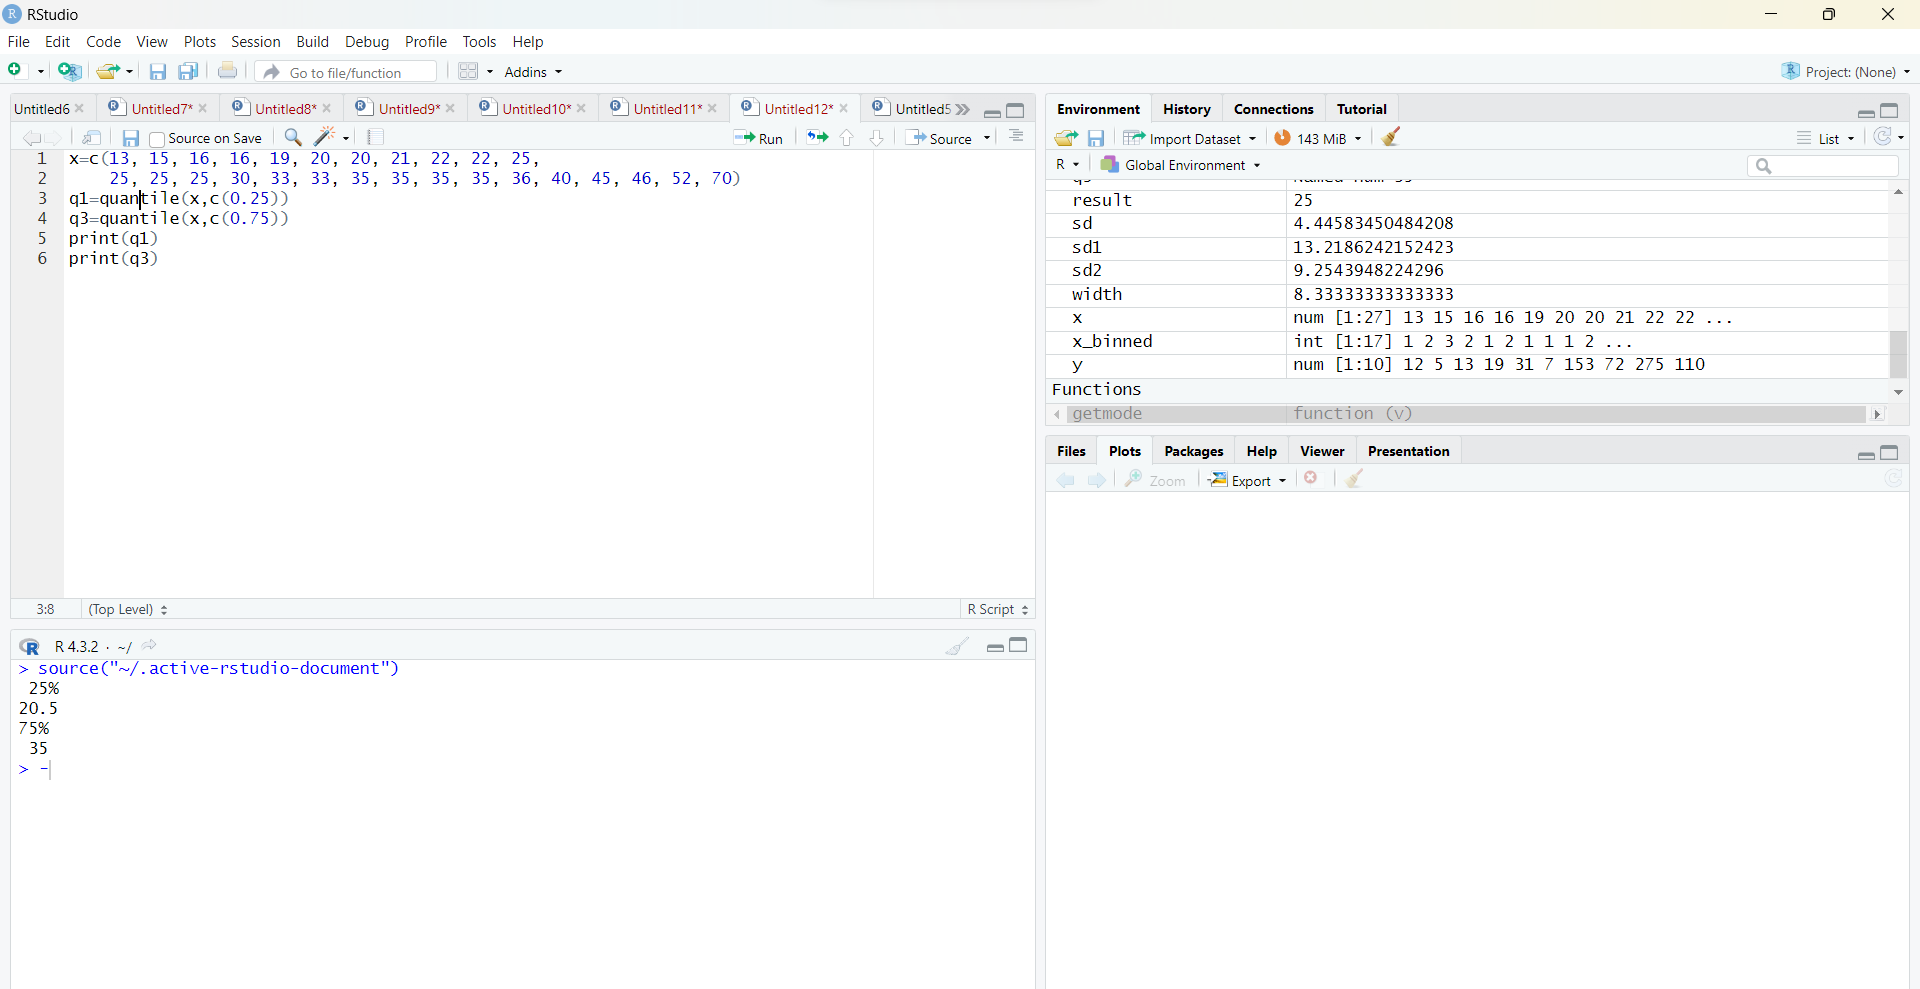 RStudio
File Edit Code View Plots Session Build Debug Profile Tools Help
Go to file/function Addins Project: (None)
Untitled6 Untitled7* Untitled8* Untitled9* Untitled10* Untitled11* Untitled12* Untitled5
Source on Save Run Source
1 x=c(13, 15, 16, 16, 19, 20, 20, 21, 22, 22, 25,
2 25, 25, 25, 30, 33, 33, 35, 35, 35, 35, 36, 40, 45, 46, 52, 70)
3 q1=quantile(x,c(0.25))
4 q3=quantile(x,c(0.75))
5 print(q1)
6 print(q3)
3:8 (Top Level) R Script
R 4.3.2 · ~/
> source("~/.active-rstudio-document")
25%
20.5
75%
35
> -
Environment History Connections Tutorial
Import Dataset 143 MiB List
R Global Environment
result 25
sd 4.44583450484208
sd1 13.2186242152423
sd2 9.2543948224296
width 8.33333333333333
x num [1:27] 13 15 16 16 19 20 20 21 22 22 ...
x_binned int [1:17] 1 2 3 2 1 2 1 1 1 2 ...
y num [1:10] 12 5 13 19 31 7 153 72 275 110
Functions
getmode function (v)
Files Plots Packages Help Viewer Presentation
Zoom Export